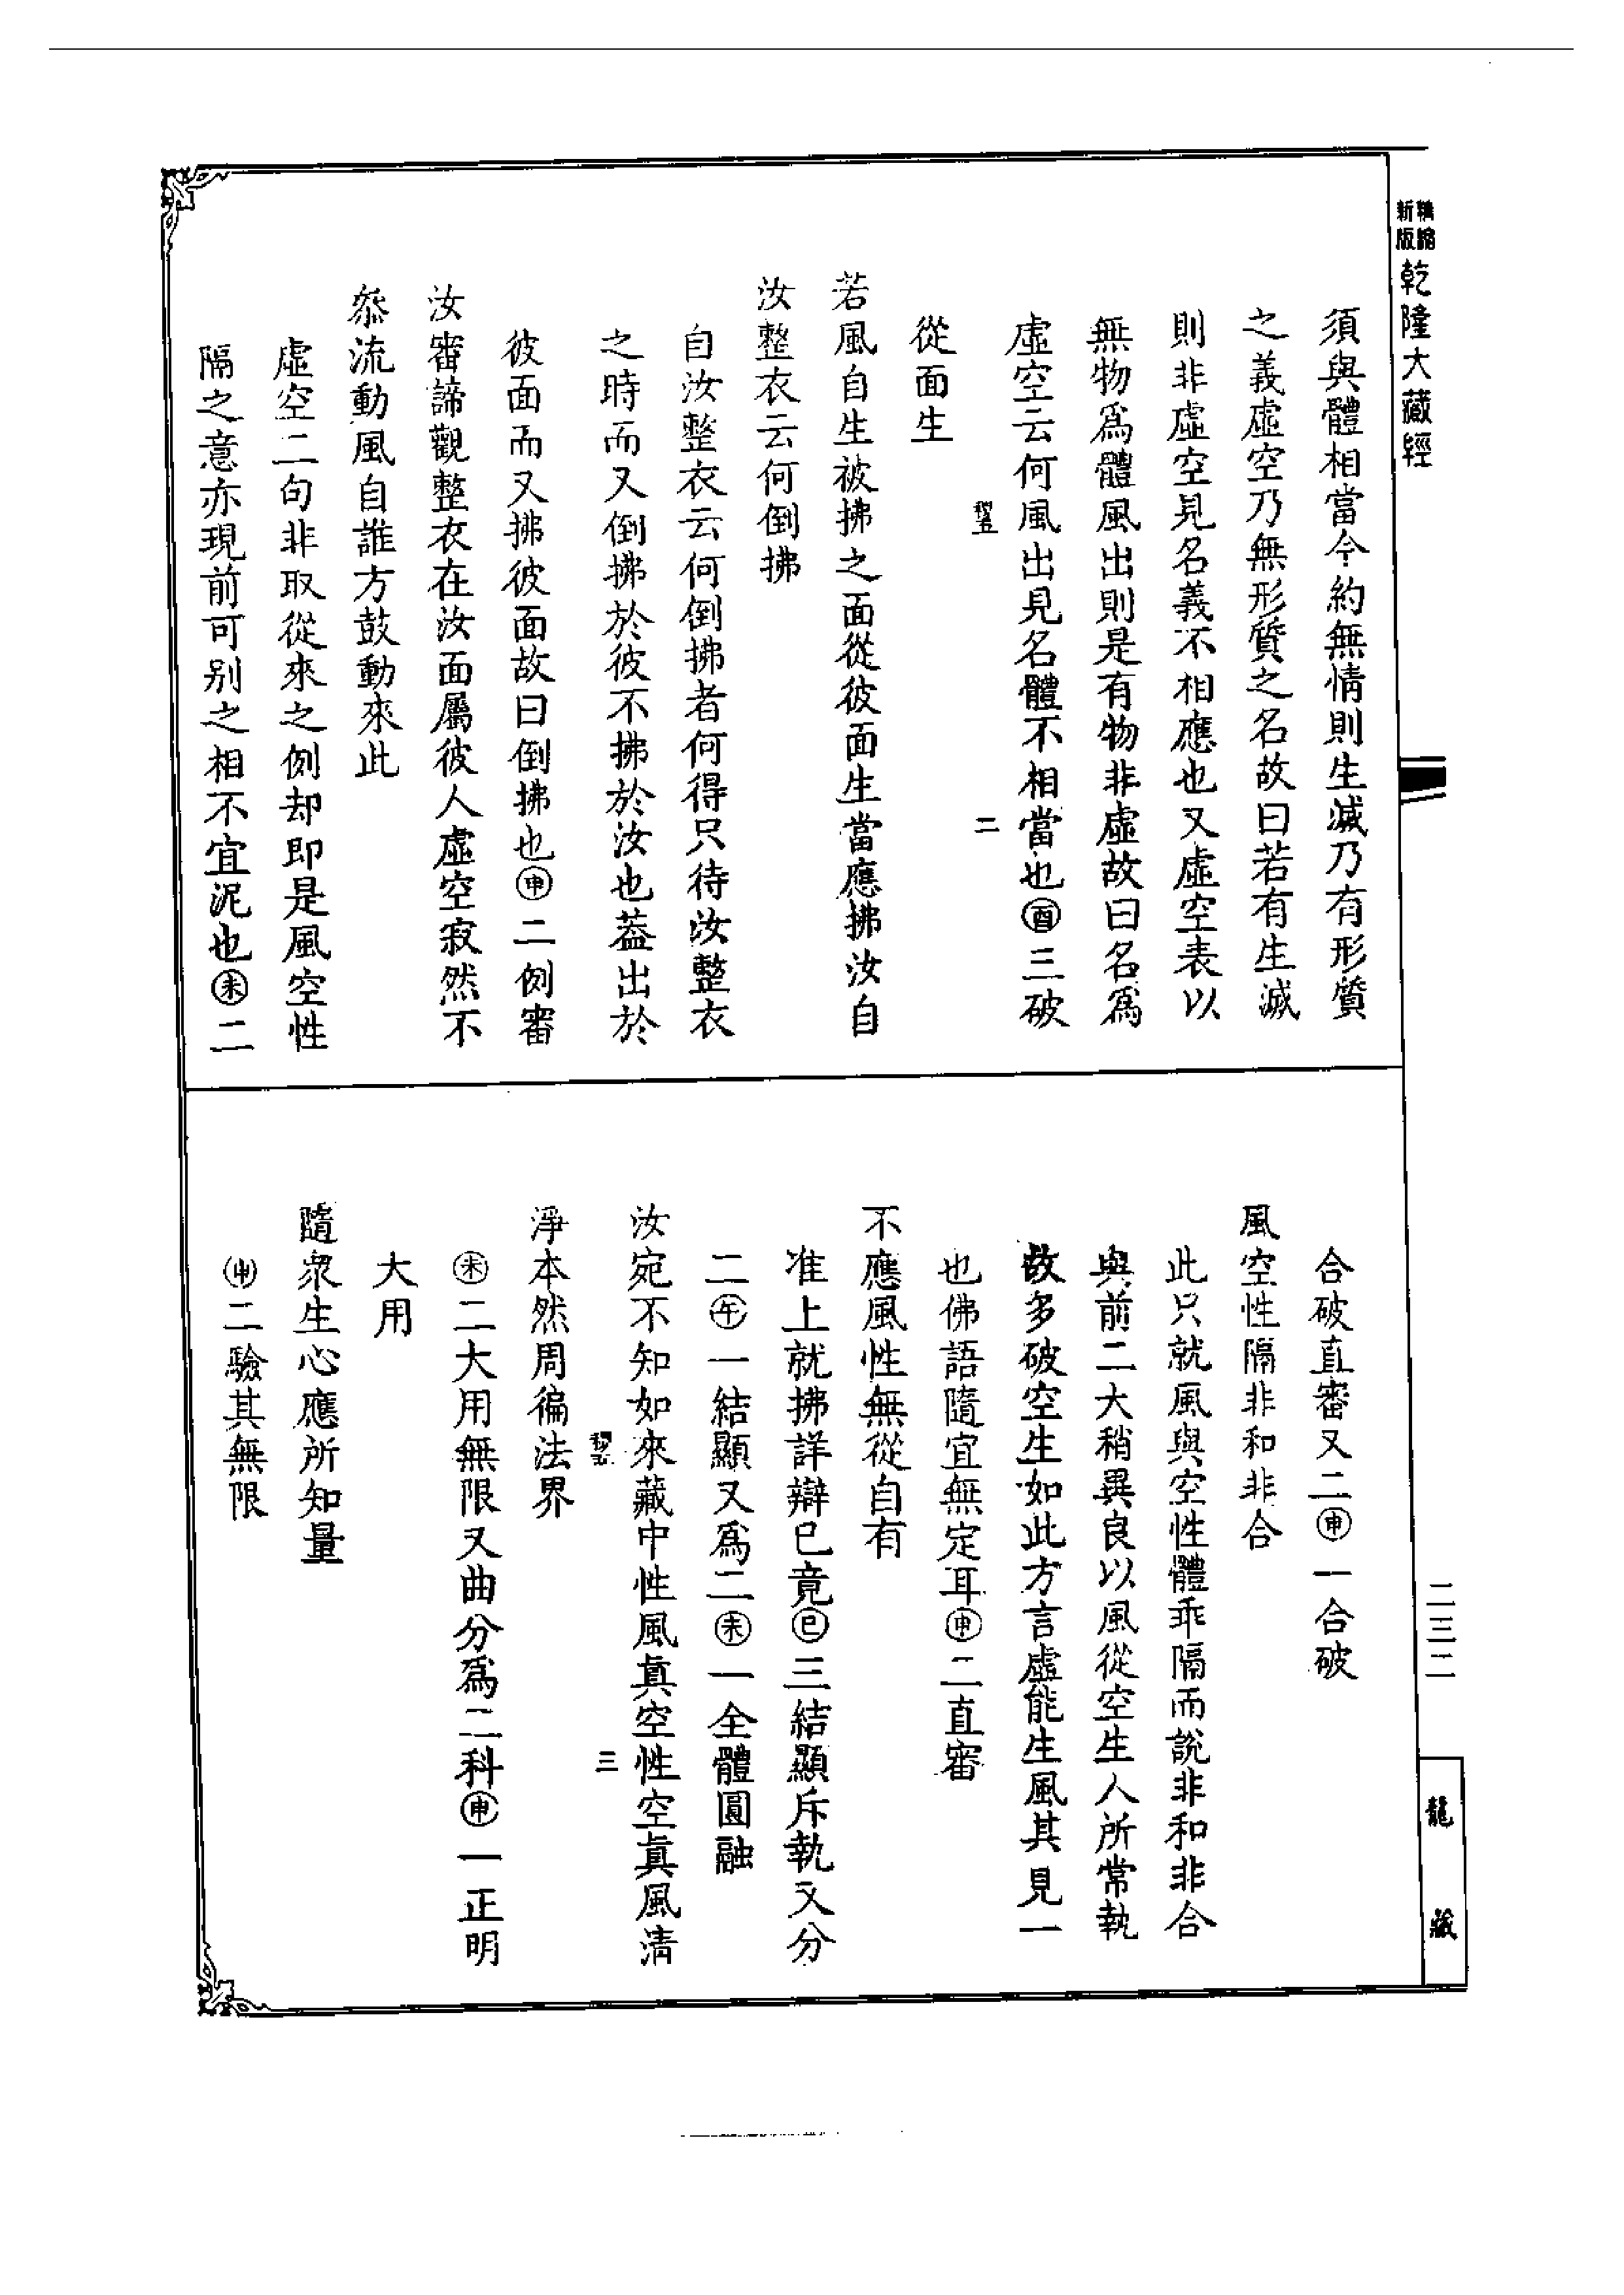 新版
精縮
乾隆大藏經
須與體相當今約無情則生滅乃有形質
之義虛空乃無形質之名故曰若有生滅
則非虛空見名義不相應也又虛空表以
無物爲體風出則是有物非虛故曰名爲
虛空云何風出見名體不相當也㊒三破
從面生
二
若風自生被拂之面從彼面生當應拂汝自
汝整衣云何倒拂
自汝整衣云何倒拂者何得只待汝整衣
之時而又倒拂於彼不拂於汝也葢出於
彼面而又拂彼面故曰倒拂也㊥二例審
汝審諦觀整衣在汝面屬彼人虛空寂然不
叅流動風自誰方鼓動來此
虛空二句非取從來之例却即是風空性
隔之意亦現前可別之相不宜泥也未二
合破直審又二申一合破
風空性隔非和非合
此只就風與空性體乖隔而說非和非合
與前二大稍異良以風從空生人所常執
故多破空生如此方言虛能生風其見一
也佛語隨宜無定耳申二直審
不應風性無從自有
准上就拂詳辯已竟巳三結顯斥執又分
二午一結顯又爲二未一全體圓融
汝宛不知如來藏中性風真空性空真風清
三
淨本然周徧法界
未二大用無限又曲分爲二科申一正明
大用
隨衆生心應所知量
申二驗其無限
二三二
龍藏